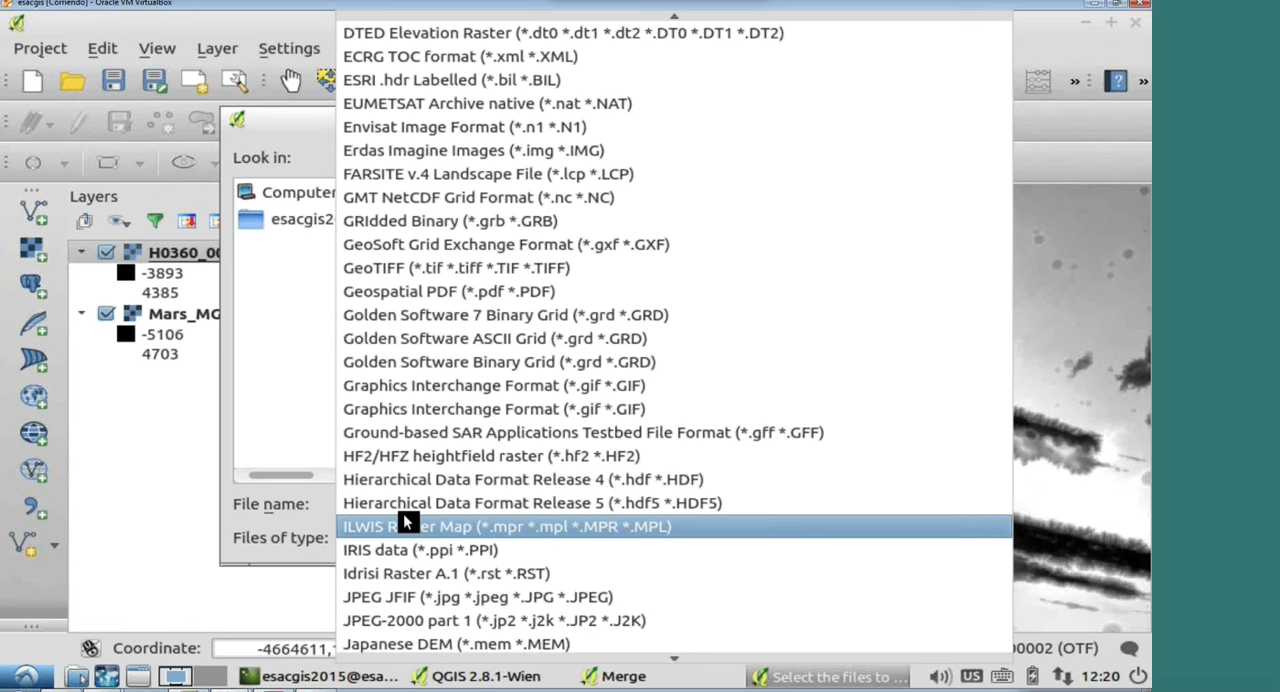 esacgis [Corriendo] - Oracle VM VirtualBox
Project Edit View Layer Settings
Look in:
Computer
esacgis2
Layers
H0360_00
-3893
4385
Mars_MG
-5106
4703
File name:
Files of type:
DTED Elevation Raster (*.dt0 *.dt1 *.dt2 *.DT0 *.DT1 *.DT2)
ECRG TOC format (*.xml *.XML)
ESRI .hdr Labelled (*.bil *.BIL)
EUMETSAT Archive native (*.nat *.NAT)
Envisat Image Format (*.n1 *.N1)
Erdas Imagine Images (*.img *.IMG)
FARSITE v.4 Landscape File (*.lcp *.LCP)
GMT NetCDF Grid Format (*.nc *.NC)
GRIdded Binary (*.grb *.GRB)
GeoSoft Grid Exchange Format (*.gxf *.GXF)
GeoTIFF (*.tif *.tiff *.TIF *.TIFF)
Geospatial PDF (*.pdf *.PDF)
Golden Software 7 Binary Grid (*.grd *.GRD)
Golden Software ASCII Grid (*.grd *.GRD)
Golden Software Binary Grid (*.grd *.GRD)
Graphics Interchange Format (*.gif *.GIF)
Graphics Interchange Format (*.gif *.GIF)
Ground-based SAR Applications Testbed File Format (*.gff *.GFF)
HF2/HFZ heightfield raster (*.hf2 *.HF2)
Hierarchical Data Format Release 4 (*.hdf *.HDF)
Hierarchical Data Format Release 5 (*.hdf5 *.HDF5)
ILWIS R er Map (*.mpr *.mpl *.MPR *.MPL)
IRIS data (*.ppi *.PPI)
Idrisi Raster A.1 (*.rst *.RST)
JPEG JFIF (*.jpg *.jpeg *.JPG *.JPEG)
JPEG-2000 part 1 (*.jp2 *.j2k *.JP2 *.J2K)
Japanese DEM (*.mem *.MEM)
Coordinate: -4664611, 00002 (OTF)
esacgis2015@esa... QGIS 2.8.1-Wien Merge Select the files to ... US 12:20